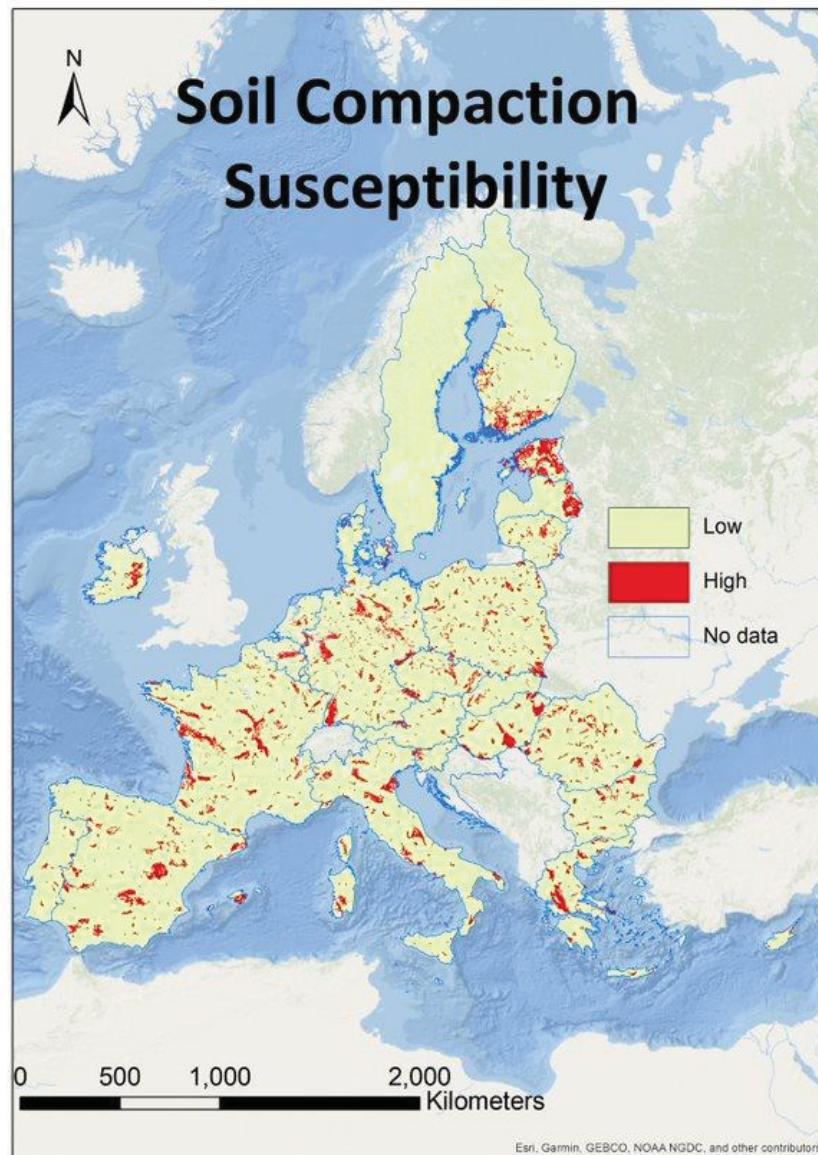 N
Soil Compaction
Susceptibility
Low
High
No data
0 500 1,000 2,000
Kilometers
Esri, Garmin, GEBCO, NOAA NGDC, and other contributors